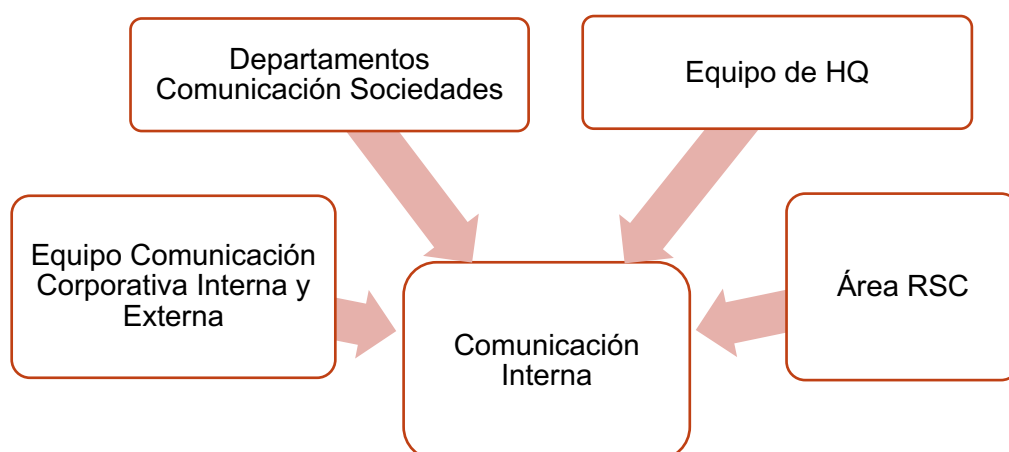 Departamentos
Comunicación Sociedades
Equipo de HQ
Equipo Comunicación
Corporativa Interna y
Externa
Área RSC
Comunicación
Interna